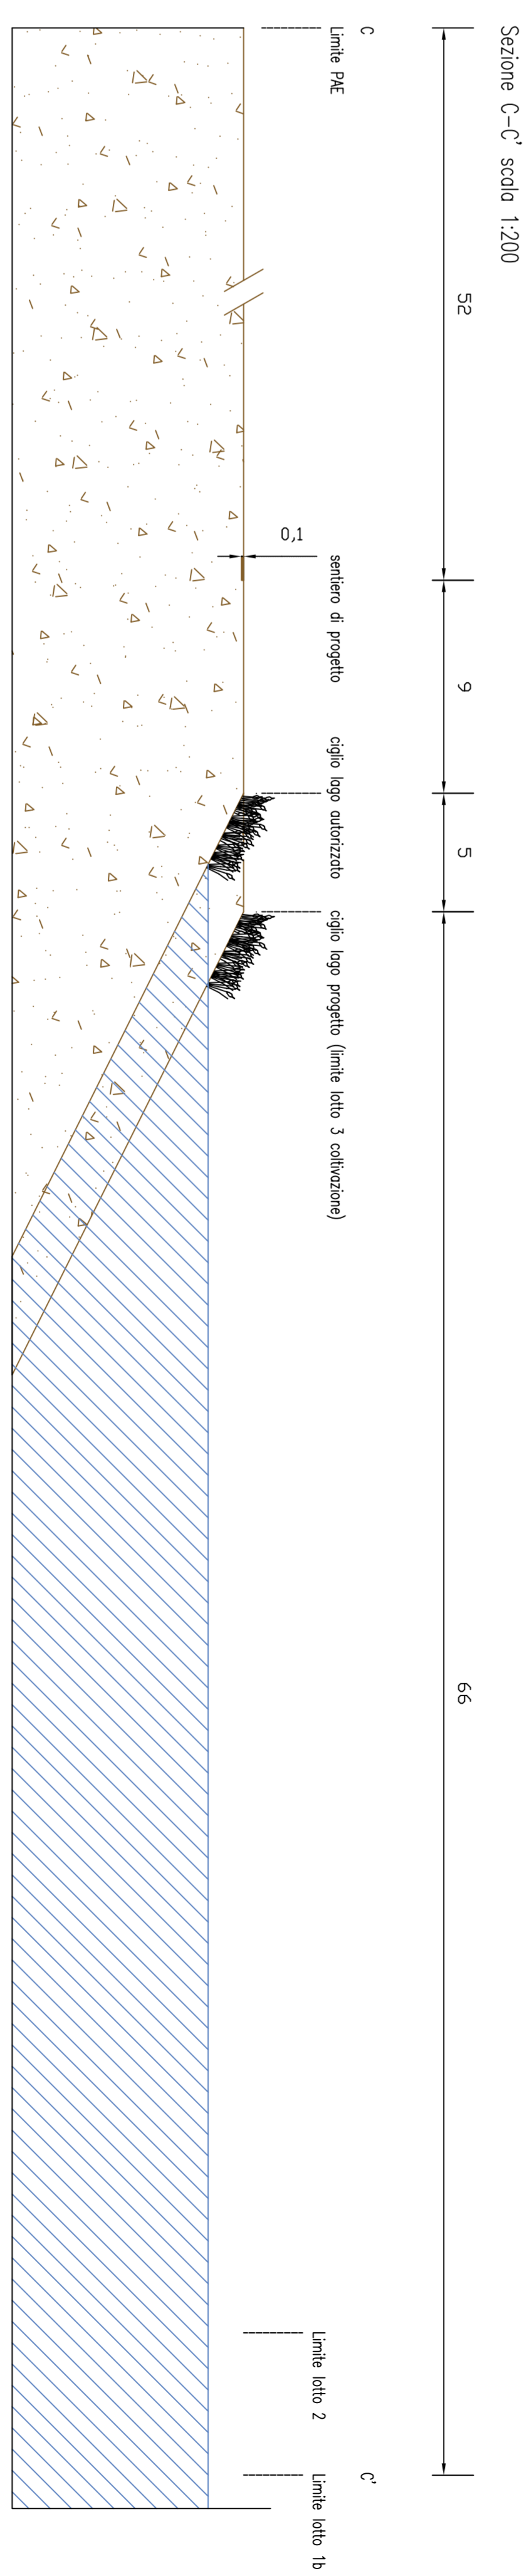 Sezione C-C' scala 1:200
52
9
5
66
C
C'
Limite PAE
0,1
sentiero di progetto
ciglio lago autorizzato
ciglio lago progetto (limite lotto 3 coltivazione)
Limite lotto 2
Limite lotto 1b